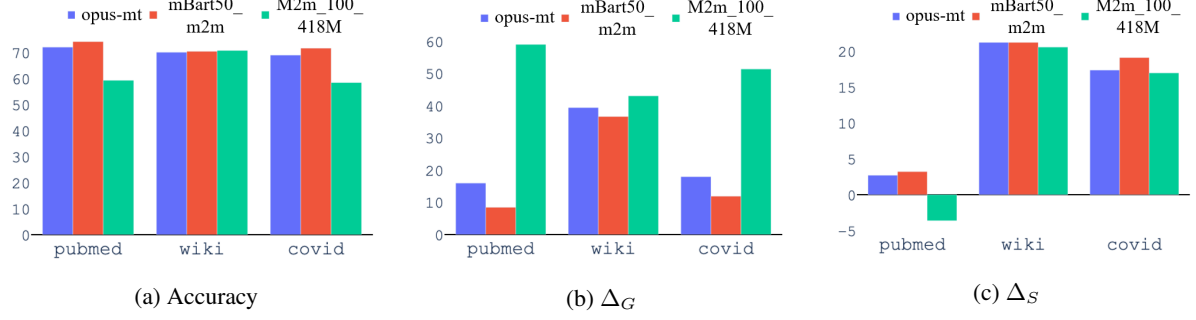 opus-mt mBart50_ M2m_100_
m2m 418M
70
60
50
40
30
20
10
0
pubmed wiki covid
(a) Accuracy
opus-mt mBart50_ M2m_100_
m2m 418M
60
50
40
30
20
10
0
pubmed wiki covid
(b) Δ_G
opus-mt mBart50_ M2m_100_
m2m 418M
20
15
10
5
0
−5
pubmed wiki covid
(c) Δ_S